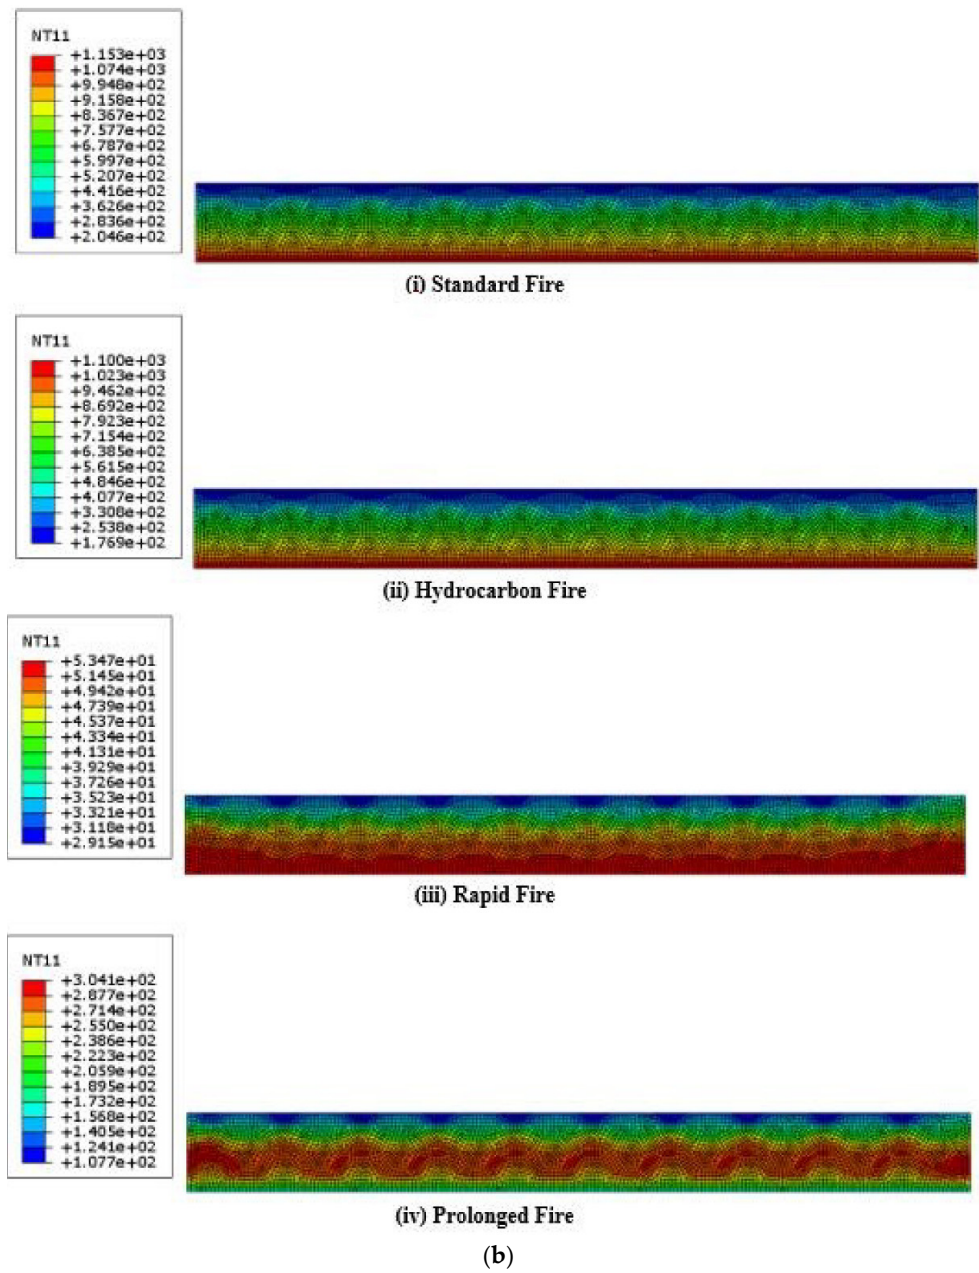 NT11
+1.153e+03
+1.074e+03
+9.948e+02
+9.158e+02
+8.367e+02
+7.577e+02
+6.787e+02
+5.997e+02
+5.207e+02
+4.416e+02
+3.626e+02
+2.836e+02
+2.046e+02
(i) Standard Fire
NT11
+1.100e+03
+1.023e+03
+9.462e+02
+8.692e+02
+7.923e+02
+7.154e+02
+6.385e+02
+5.615e+02
+4.846e+02
+4.077e+02
+3.308e+02
+2.538e+02
+1.769e+02
(ii) Hydrocarbon Fire
NT11
+5.347e+01
+5.145e+01
+4.942e+01
+4.739e+01
+4.537e+01
+4.334e+01
+4.131e+01
+3.929e+01
+3.726e+01
+3.523e+01
+3.321e+01
+3.118e+01
+2.915e+01
(iii) Rapid Fire
NT11
+3.041e+02
+2.877e+02
+2.714e+02
+2.550e+02
+2.386e+02
+2.223e+02
+2.059e+02
+1.895e+02
+1.732e+02
+1.568e+02
+1.405e+02
+1.241e+02
+1.077e+02
(iv) Prolonged Fire
(b)